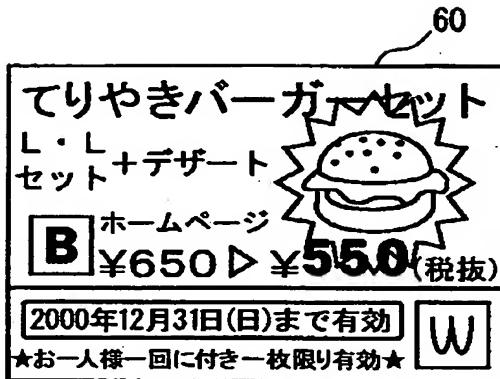 60
てりやきバーガーセット
L・L
セット+デザート
B ホームページ
¥650▷¥550(税抜)
2000年12月31日(日)まで有効
W
★お一人様一回に付き一枚限り有効★